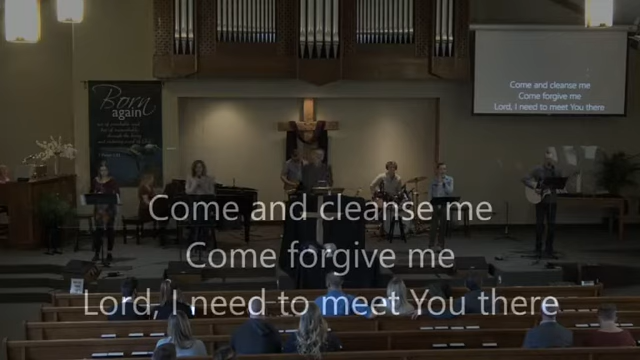 Born
again
Come and cleanse me
Come forgive me
Lord, I need to meet You there
Come and cleanse me
Come forgive me
Lord, I need to meet You there